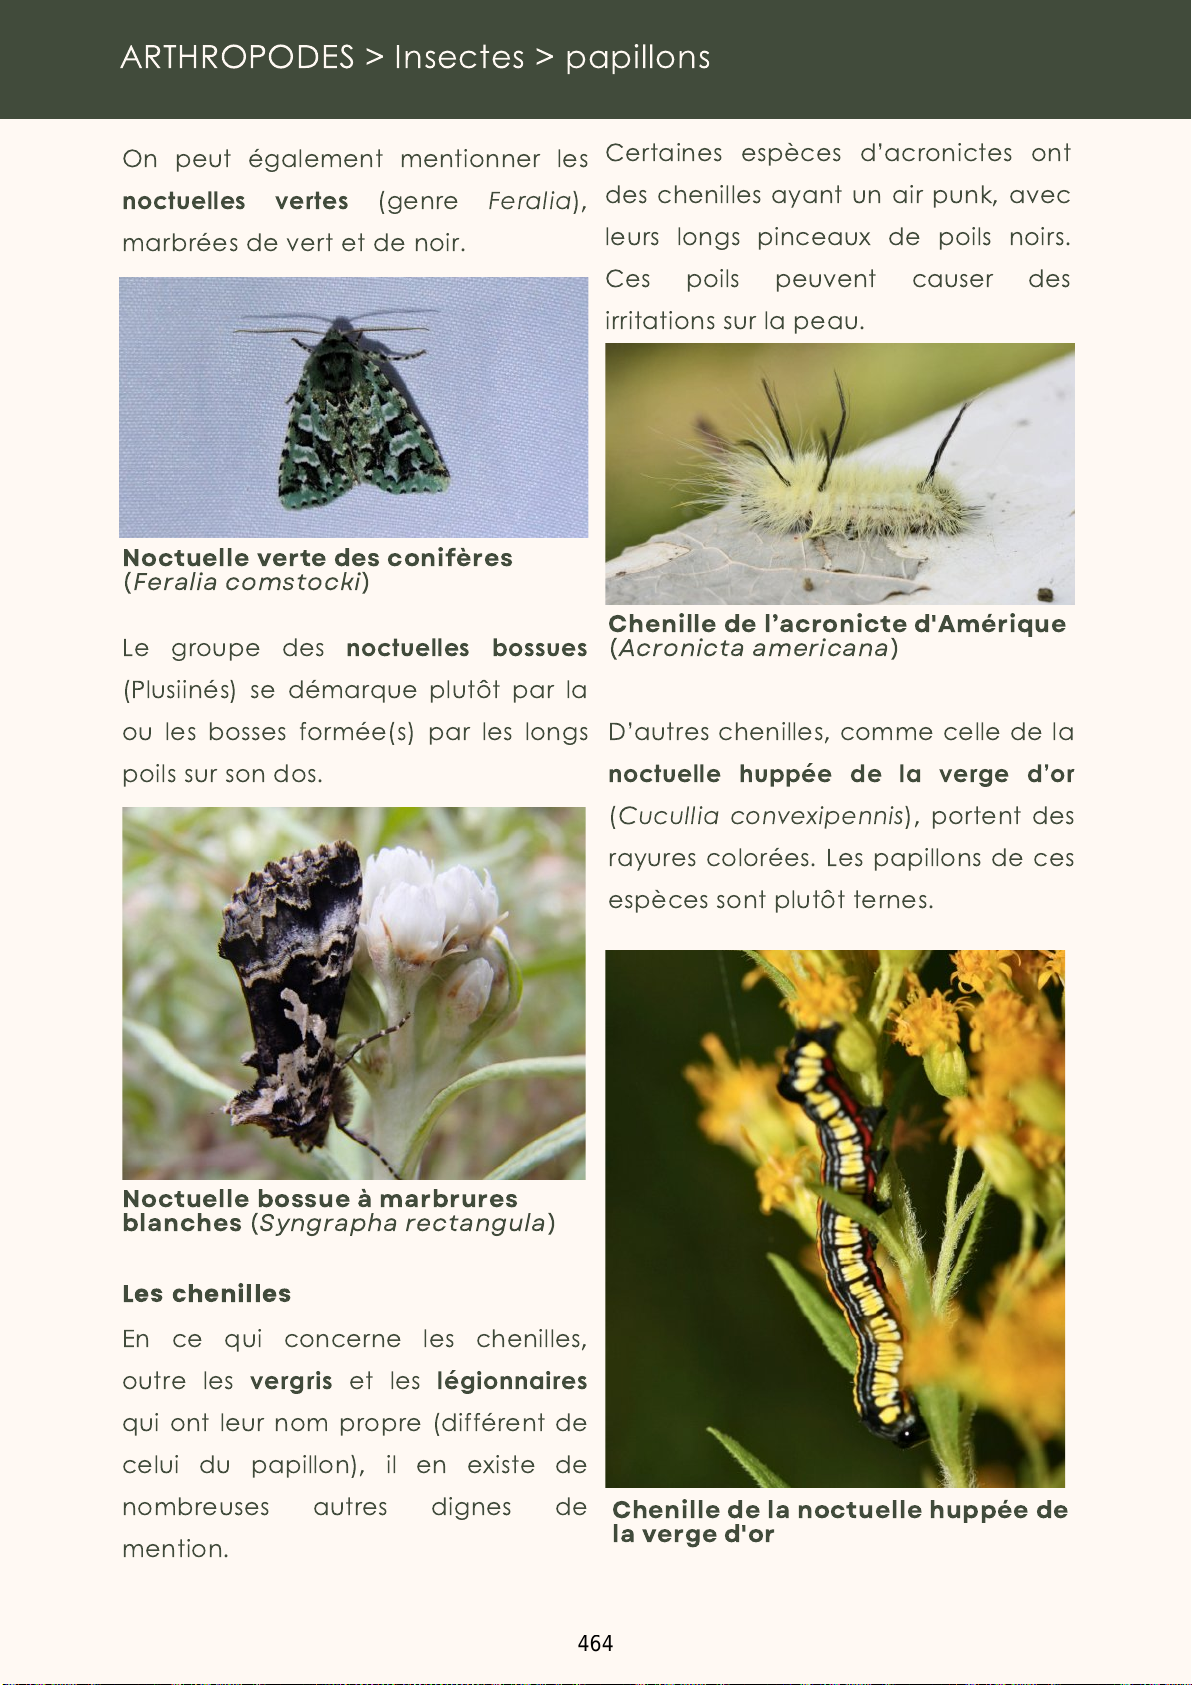 ARTHROPODES > Insectes > papillons
On peut également mentionner les
noctuelles vertes (genre Feralia),
marbrées de vert et de noir.
Noctuelle verte des conifères
(Feralia comstocki)
Le groupe des noctuelles bossues
(Plusiinés) se démarque plutôt par la
ou les bosses formée(s) par les longs
poils sur son dos.
Noctuelle bossue à marbrures
blanches (Syngrapha rectangula)
Les chenilles
En ce qui concerne les chenilles,
outre les vergris et les légionnaires
qui ont leur nom propre (différent de
celui du papillon), il en existe de
nombreuses autres dignes de
mention.
Certaines espèces d'acronictes ont
des chenilles ayant un air punk, avec
leurs longs pinceaux de poils noirs.
Ces poils peuvent causer des
irritations sur la peau.
Chenille de l’acronicte d'Amérique
(Acronicta americana)
D'autres chenilles, comme celle de la
noctuelle huppée de la verge d'or
(Cucullia convexipennis), portent des
rayures colorées. Les papillons de ces
espèces sont plutôt ternes.
Chenille de la noctuelle huppée de
la verge d'or
464